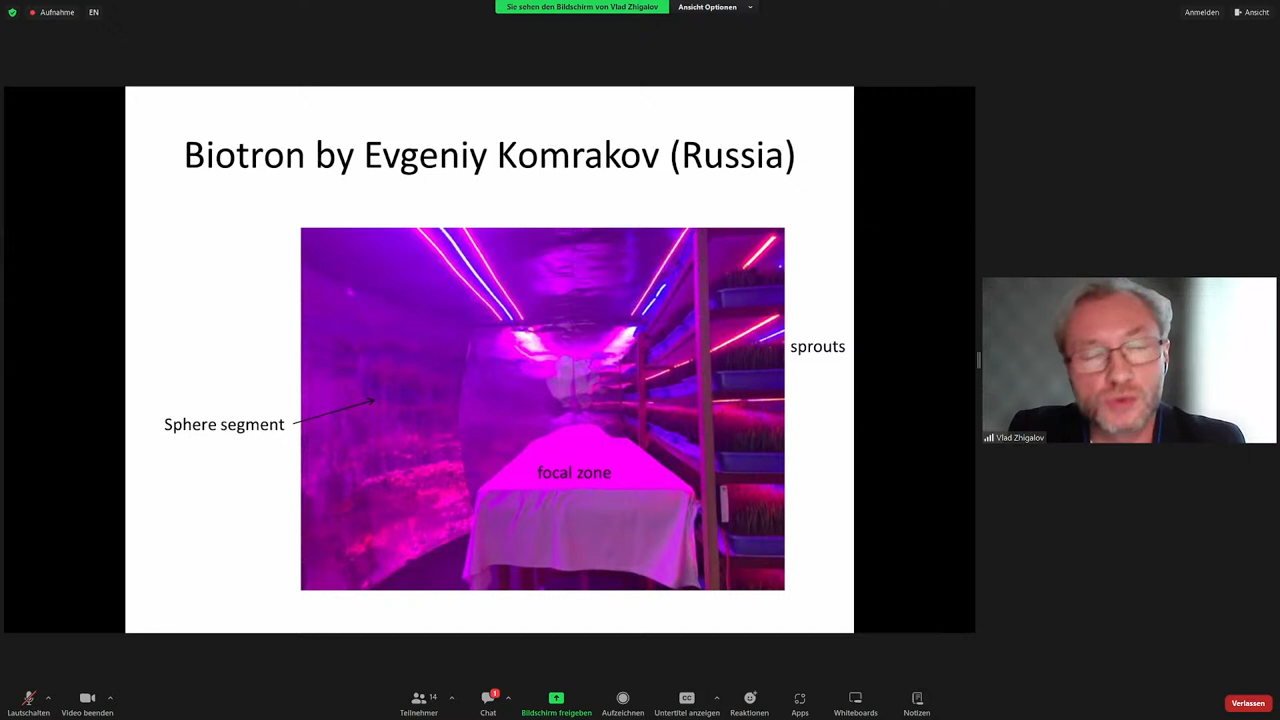 Aufnahme
EN
Sie sehen den Bildschirm von Vlad Zhigalov
Ansicht Optionen
Anmelden
Ansicht
Biotron by Evgeniy Komrakov (Russia)
sprouts
Sphere segment
focal zone
Vlad Zhigalov
Lautschalten
Video beenden
14
Teilnehmer
1
Chat
Bildschirm freigeben
Aufzeichnen
CC
Untertitel anzeigen
Reaktionen
Apps
Whiteboards
Notizen
Verlassen